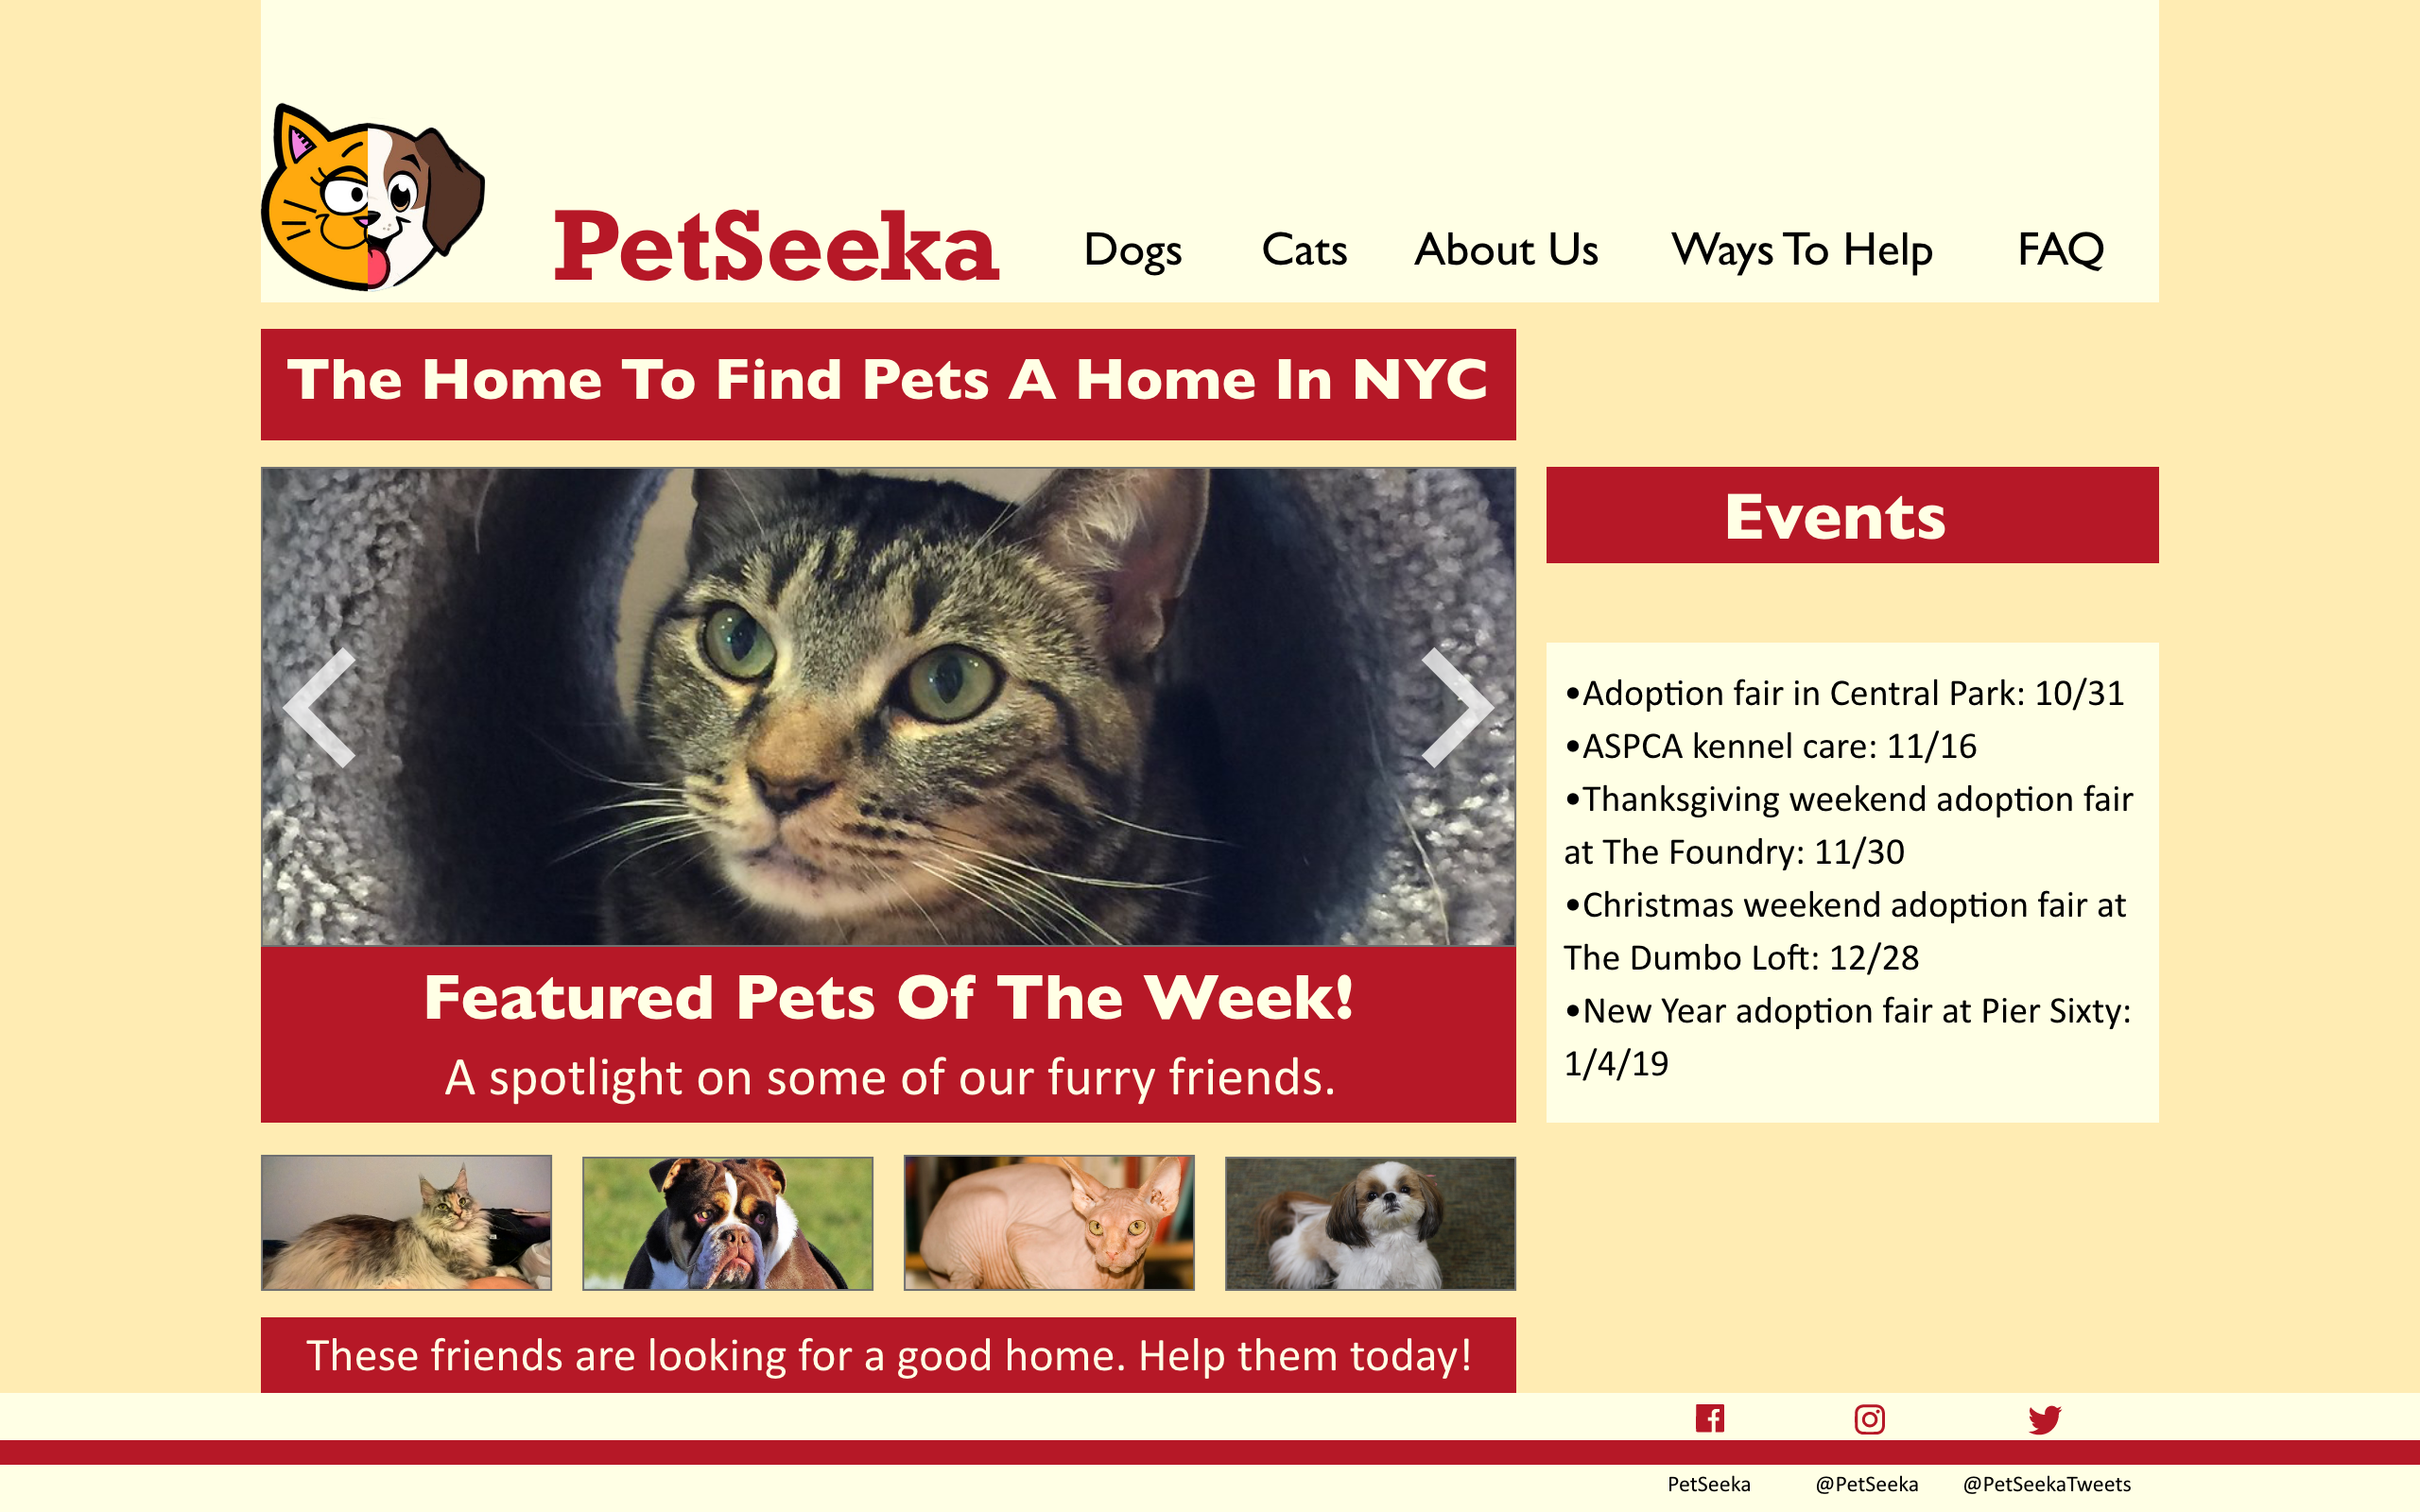 PetSeeka
Dogs
Cats
About Us
Ways To Help
FAQ
The Home To Find Pets A Home In NYC
Featured Pets Of The Week!
A spotlight on some of our furry friends.
These friends are looking for a good home. Help them today!
Events
•Adoption fair in Central Park: 10/31
•ASPCA kennel care: 11/16
•Thanksgiving weekend adoption fair
at The Foundry: 11/30
•Christmas weekend adoption fair at
The Dumbo Loft: 12/28
•New Year adoption fair at Pier Sixty:
1/4/19
PetSeeka
@PetSeeka
@PetSeekaTweets